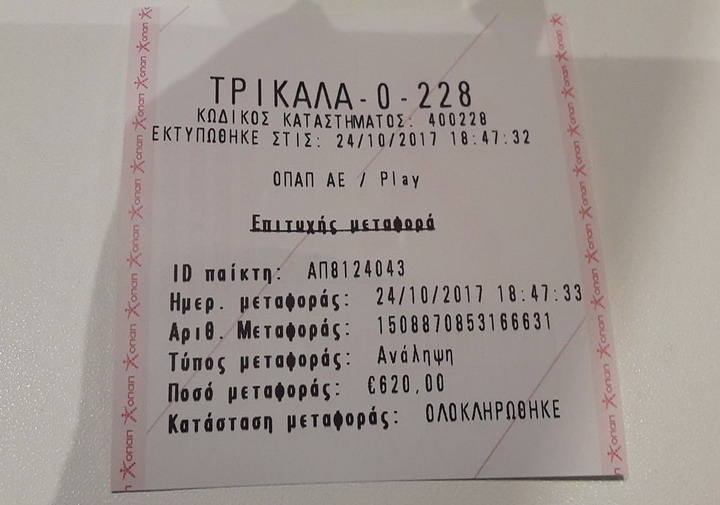 ΤΡΙΚΑΛΑ-0-228
ΚΩΔΙΚΟΣ ΚΑΤΑΣΤΗΜΑΤΟΣ: 400228
ΕΚΤΥΠΩΘΗΚΕ ΣΤΙΣ: 24/10/2017 18:47:32
ΟΠΑΠ ΑΕ / Play
Επιτυχής μεταφορά
ID παίκτη: ΑΠ8124043
Ημερ. μεταφοράς: 24/10/2017 18:47:33
Αριθ. Μεταφοράς: 1508870853166631
Τύπος μεταφοράς: Ανάληψη
Ποσό μεταφοράς: €620,00
Κατάσταση μεταφοράς: ΟΛΟΚΛΗΡΩΘΗΚΕ